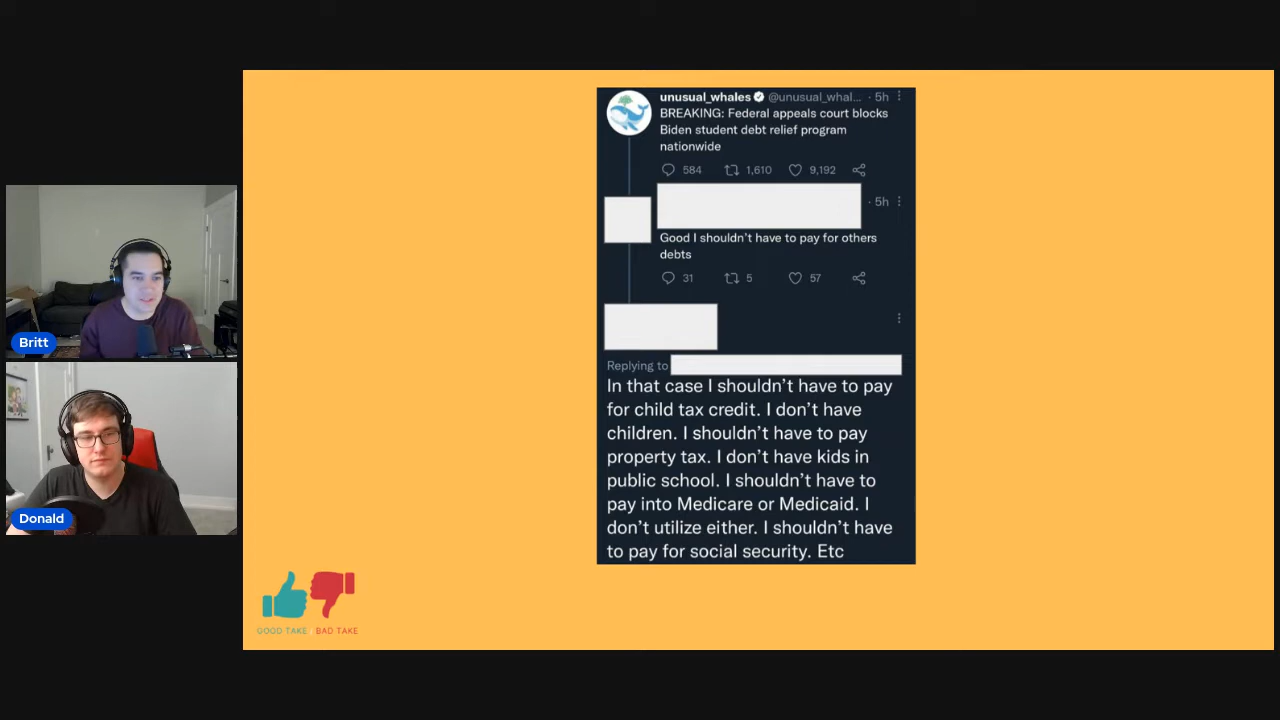 unusual_whales @unusual_whal... · 5h
BREAKING: Federal appeals court blocks
Biden student debt relief program
nationwide
584 1,610 9,192
· 5h
Good I shouldn't have to pay for others
debts
31 5 57
Replying to
In that case I shouldn't have to pay
for child tax credit. I don't have
children. I shouldn't have to pay
property tax. I don't have kids in
public school. I shouldn't have to
pay into Medicare or Medicaid. I
don't utilize either. I shouldn't have
to pay for social security. Etc
Britt
Donald
GOOD TAKE / BAD TAKE